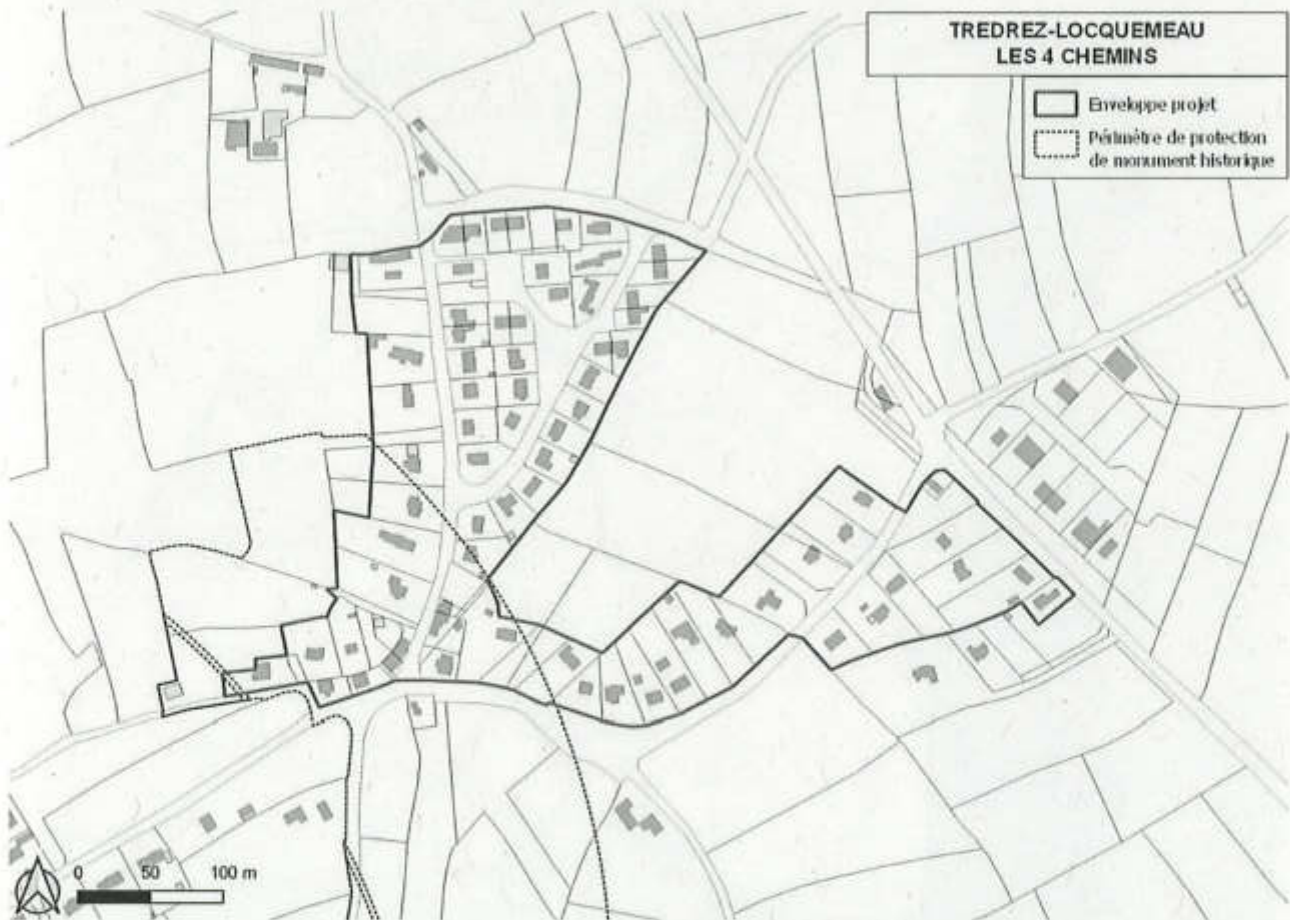 TREDREZ-LOCQUEMEAU
LES 4 CHEMINS
Enveloppe projet
Périmètre de protection
de monument historique
0 50 100 m